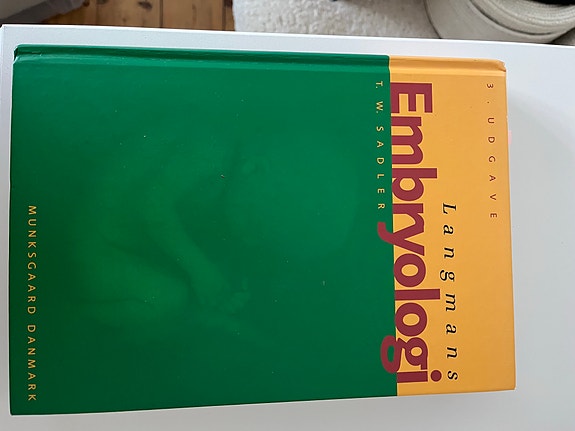 3. UDGAVE
Langmans
Embryologi
T. W. SADLER
MUNKSGAARD DANMARK